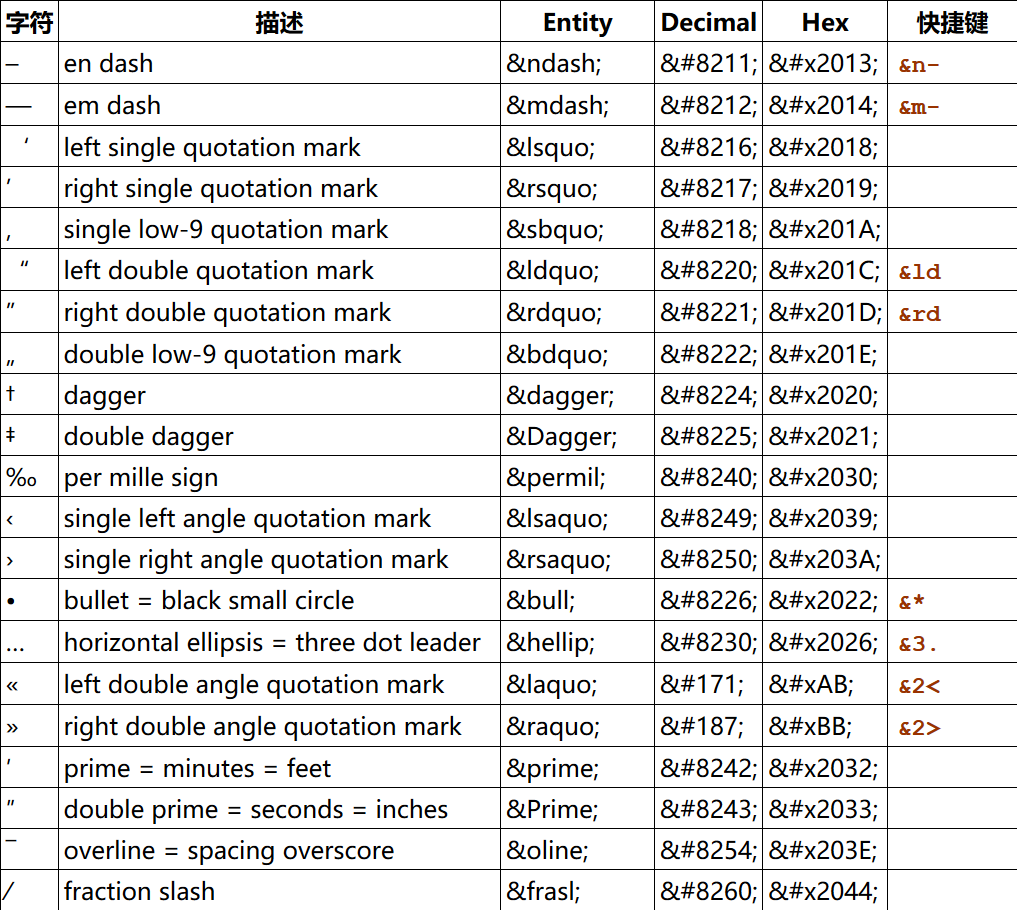 字符 描述 Entity Decimal Hex 快捷键
– en dash &ndash; &#8211; &#x2013; &n-
— em dash &mdash; &#8212; &#x2014; &m-
‘ left single quotation mark &lsquo; &#8216; &#x2018;
’ right single quotation mark &rsquo; &#8217; &#x2019;
‚ single low-9 quotation mark &sbquo; &#8218; &#x201A;
“ left double quotation mark &ldquo; &#8220; &#x201C; &ld
” right double quotation mark &rdquo; &#8221; &#x201D; &rd
„ double low-9 quotation mark &bdquo; &#8222; &#x201E;
† dagger &dagger; &#8224; &#x2020;
‡ double dagger &Dagger; &#8225; &#x2021;
‰ per mille sign &permil; &#8240; &#x2030;
‹ single left angle quotation mark &lsaquo; &#8249; &#x2039;
› single right angle quotation mark &rsaquo; &#8250; &#x203A;
• bullet = black small circle &bull; &#8226; &#x2022; &*
… horizontal ellipsis = three dot leader &hellip; &#8230; &#x2026; &3.
« left double angle quotation mark &laquo; &#171; &#xAB; &2<
» right double angle quotation mark &raquo; &#187; &#xBB; &2>
′ prime = minutes = feet &prime; &#8242; &#x2032;
″ double prime = seconds = inches &Prime; &#8243; &#x2033;
‾ overline = spacing overscore &oline; &#8254; &#x203E;
⁄ fraction slash &frasl; &#8260; &#x2044;